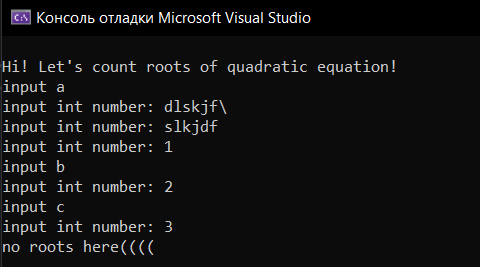 Консоль отладки Microsoft Visual Studio
Hi! Let's count roots of quadratic equation!
input a
input int number: dlskjf\
input int number: slkjdf
input int number: 1
input b
input int number: 2
input c
input int number: 3
no roots here((((